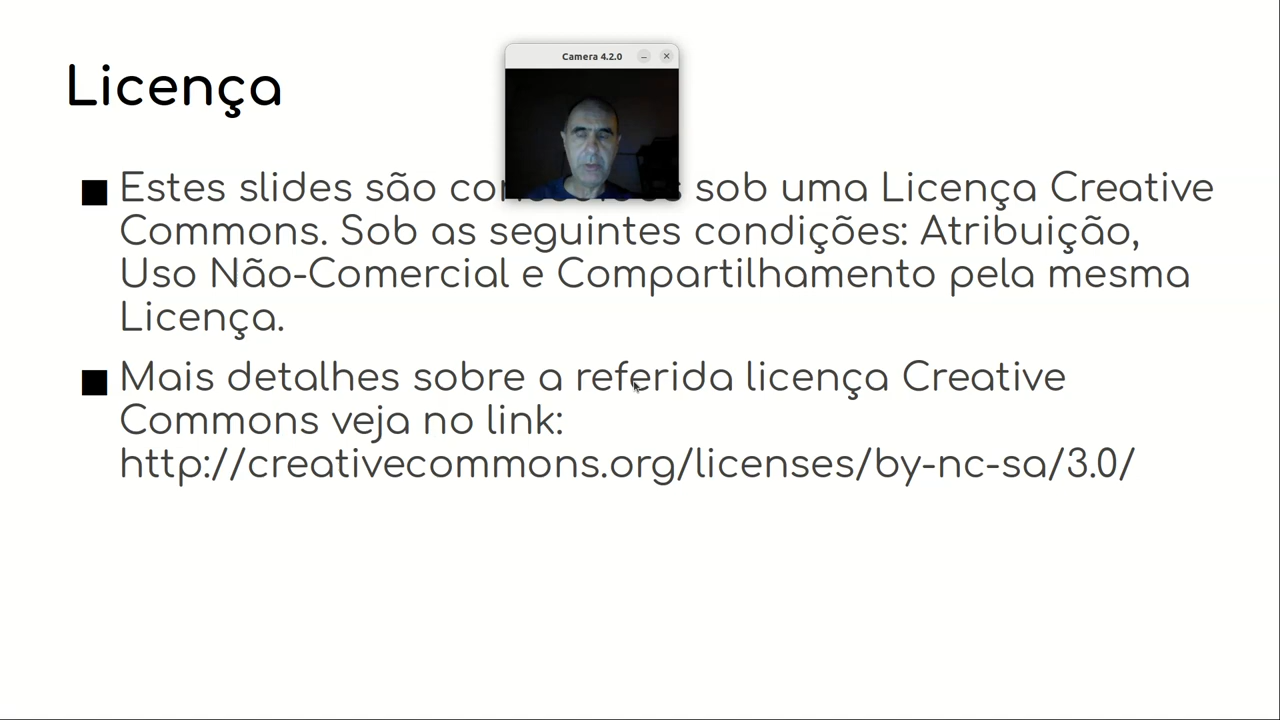 Camera 4.2.0
Licença
Estes slides são sob uma Licença Creative
Commons. Sob as seguintes condições: Atribuição,
Uso Não-Comercial e Compartilhamento pela mesma
Licença.
Mais detalhes sobre a referida licença Creative
Commons veja no link:
http://creativecommons.org/licenses/by-nc-sa/3.0/